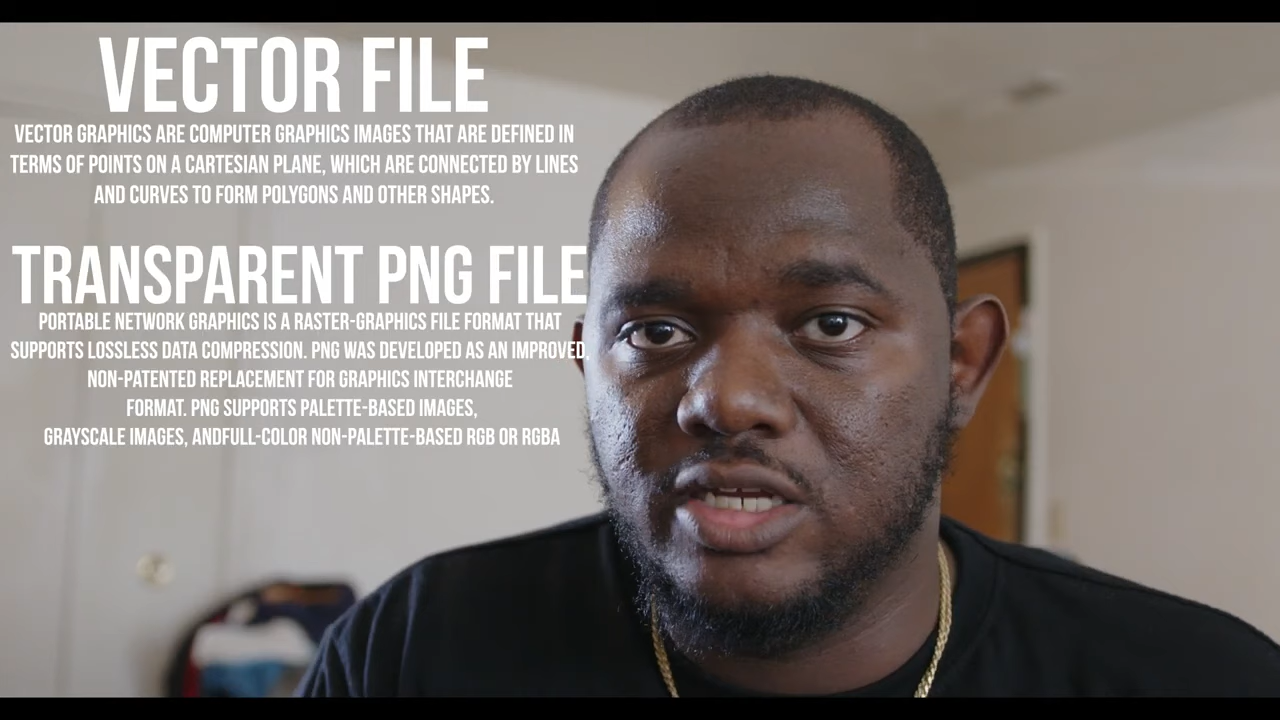 VECTOR FILE
VECTOR GRAPHICS ARE COMPUTER GRAPHICS IMAGES THAT ARE DEFINED IN
TERMS OF POINTS ON A CARTESIAN PLANE, WHICH ARE CONNECTED BY LINES
AND CURVES TO FORM POLYGONS AND OTHER SHAPES.
TRANSPARENT PNG FILE
PORTABLE NETWORK GRAPHICS IS A RASTER-GRAPHICS FILE FORMAT THAT
SUPPORTS LOSSLESS DATA COMPRESSION. PNG WAS DEVELOPED AS AN IMPROVED,
NON-PATENTED REPLACEMENT FOR GRAPHICS INTERCHANGE
FORMAT. PNG SUPPORTS PALETTE-BASED IMAGES,
GRAYSCALE IMAGES, ANDFULL-COLOR NON-PALETTE-BASED RGB OR RGBA